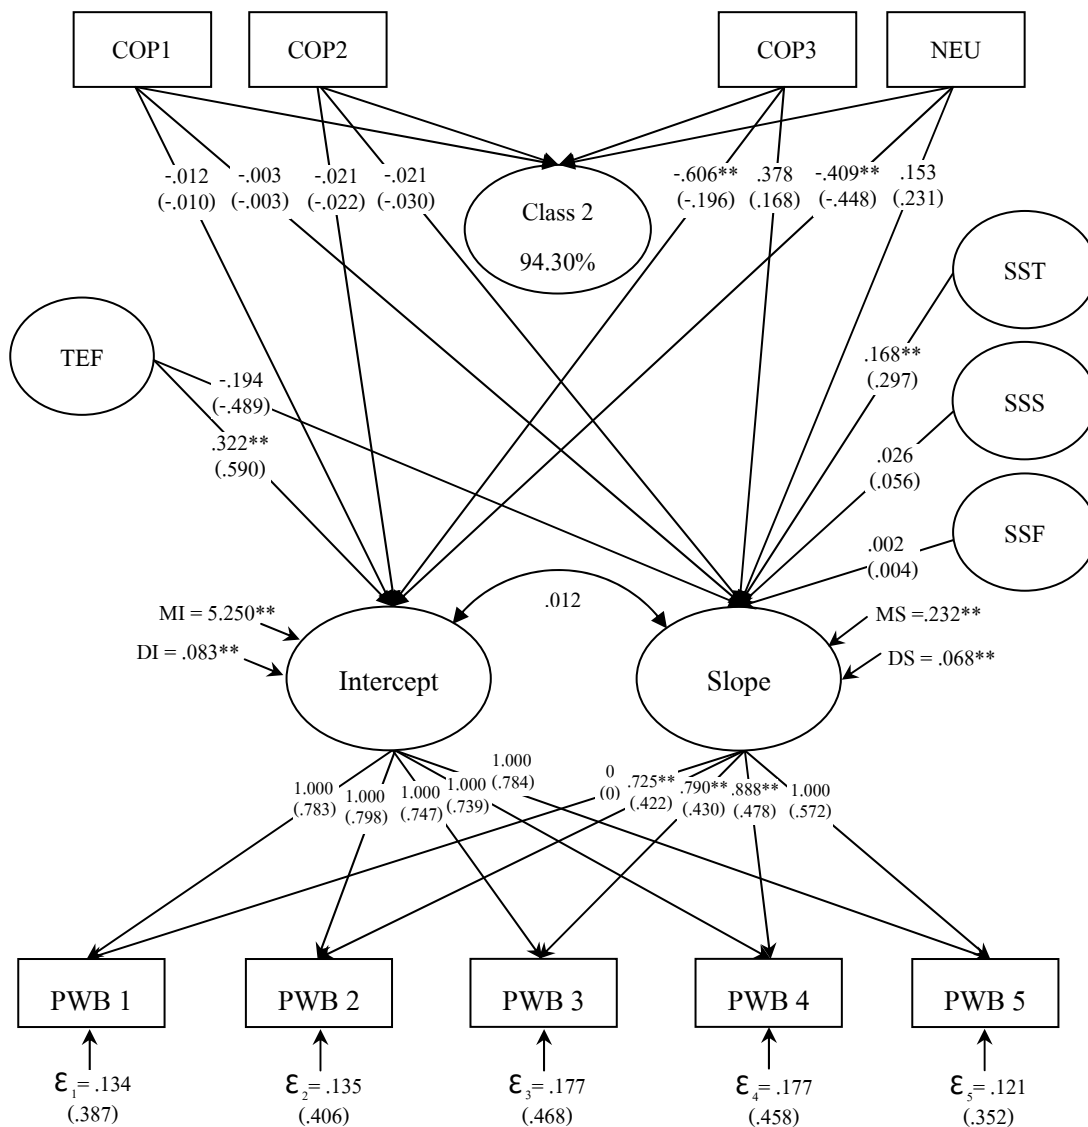 COP1
COP2
COP3
NEU
-.012
(-.010)
-.003
(-.003)
-.021
(-.022)
-.021
(-.030)
-.606**
(-.196)
.378
(.168)
-.409**
(-.448)
.153
(.231)
Class 2
94.30%
SST
TEF
-.194
(-.489)
.322**
(.590)
.168**
(.297)
SSS
.026
(.056)
SSF
.002
(.004)
.012
MI = 5.250**
DI = .083**
MS =.232**
DS = .068**
Intercept
Slope
1.000
(.783)
1.000
(.798)
1.000
(.747)
1.000
(.739)
1.000
(.784)
0
(0)
.725**
(.422)
.790**
(.430)
.888**
(.478)
1.000
(.572)
PWB 1
PWB 2
PWB 3
PWB 4
PWB 5
Ɛ₁= .134
(.387)
Ɛ₂= .135
(.406)
Ɛ₃= .177
(.468)
Ɛ₄= .177
(.458)
Ɛ₅= .121
(.352)